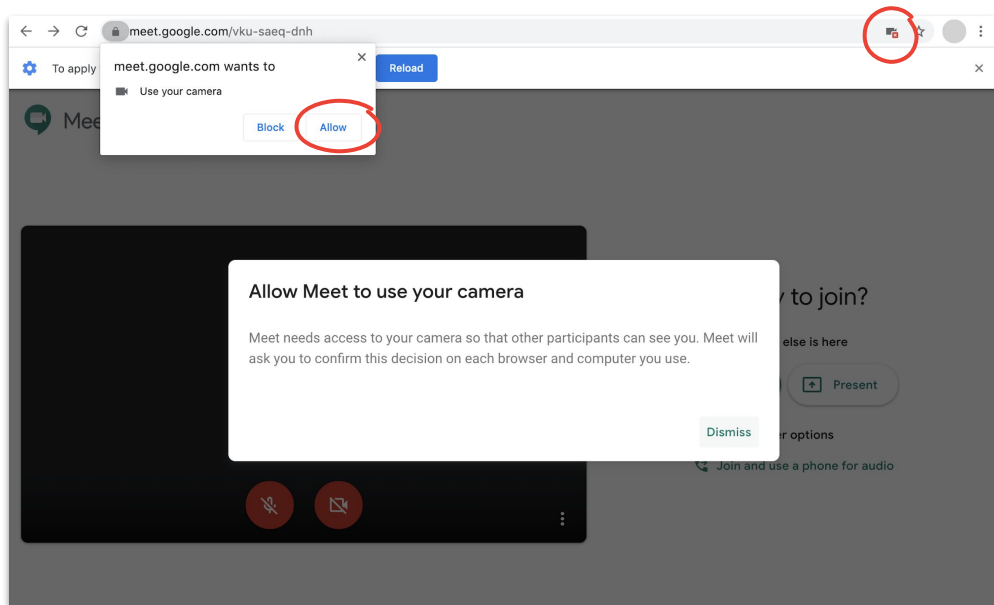 meet.google.com/vku-saeq-dnh
To apply
Reload
meet.google.com wants to
Use your camera
Block
Allow
Allow Meet to use your camera
Meet needs access to your camera so that other participants can see you. Meet will
ask you to confirm this decision on each browser and computer you use.
Dismiss
to join?
else is here
Present
options
Join and use a phone for audio